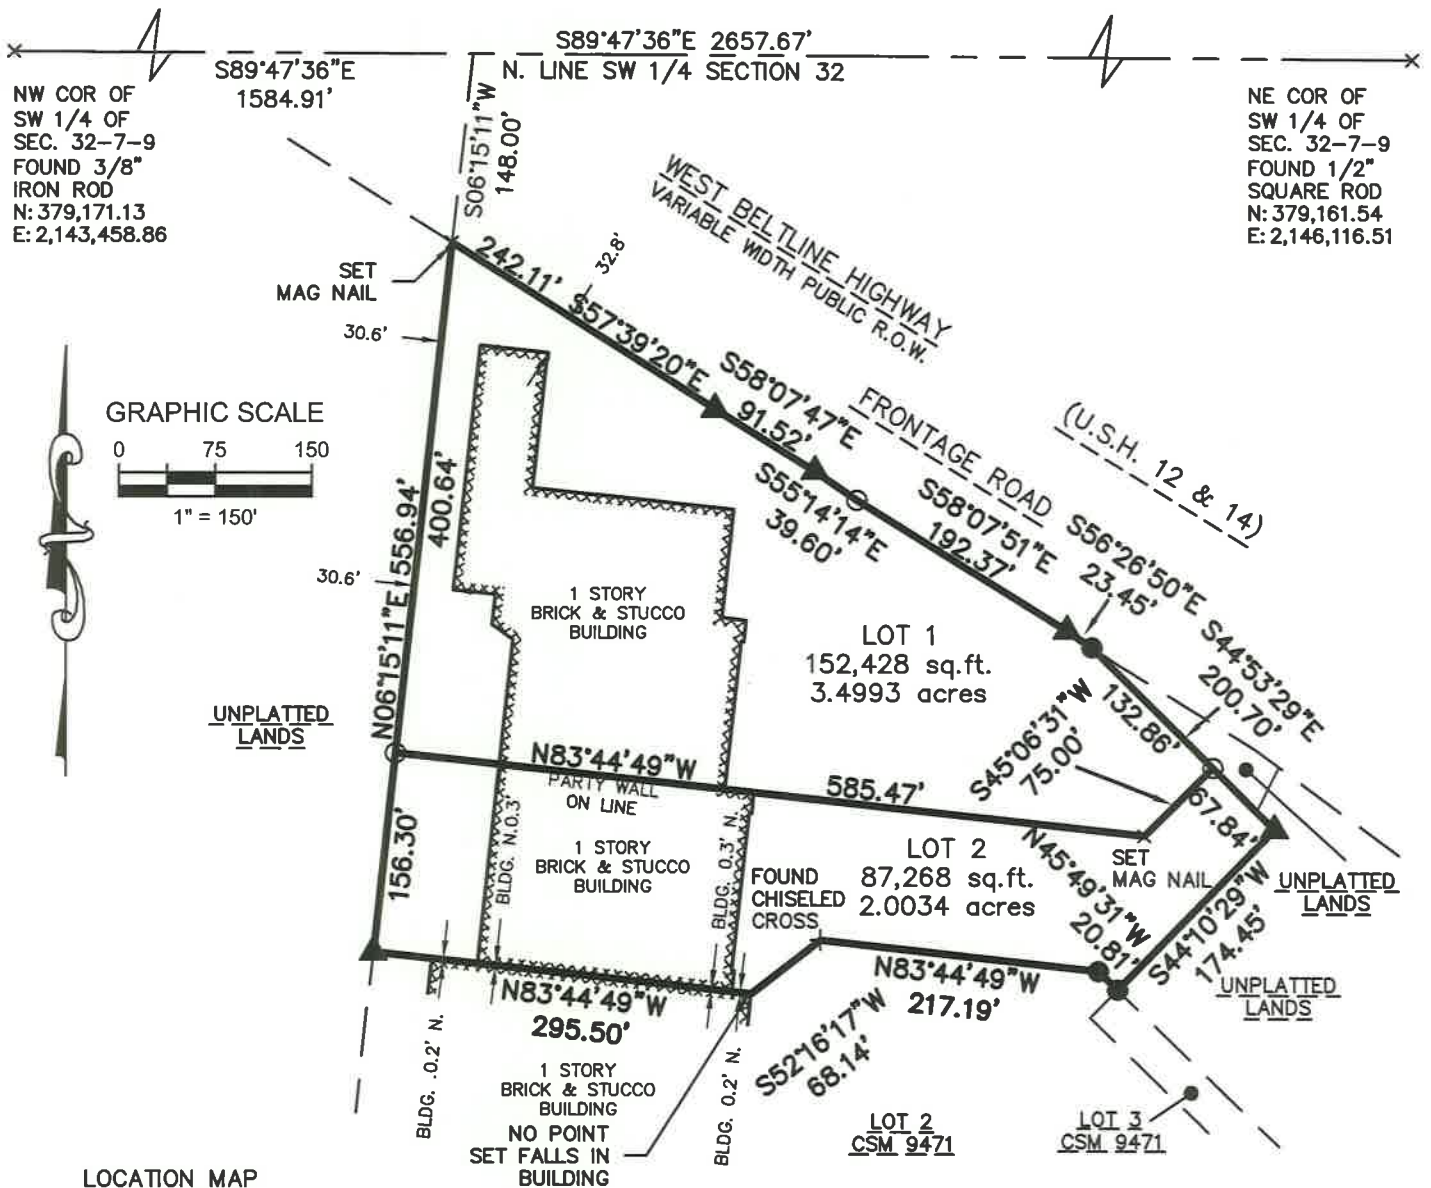 S89°47'36"E 2657.67'
N. LINE SW 1/4 SECTION 32
S89°47'36"E
1584.91'
NW COR OF
SW 1/4 OF
SEC. 32-7-9
FOUND 3/8"
IRON ROD
N: 379,171.13
E: 2,143,458.86
S06°15'11"W
148.00'
NE COR OF
SW 1/4 OF
SEC. 32-7-9
FOUND 1/2"
SQUARE ROD
N: 379,161.54
E: 2,146,116.51
WEST BELTLINE HIGHWAY
VARIABLE WIDTH PUBLIC R.O.W.
SET
MAG NAIL
242.11'
32.8'
S57°39'20"E
30.6'
GRAPHIC SCALE
0 75 150
1" = 150'
S58°07'47"E
91.52'
FRONTAGE ROAD
(U.S.H. 12 & 14)
S55°14'14"E
39.60'
S58°07'51"E
192.37'
S56°26'50"E
23.45'
S44°53'29"E
200.70'
N06°15'11"E 556.94'
400.64'
30.6'
1 STORY
BRICK & STUCCO
BUILDING
LOT 1
152,428 sq.ft.
3.4993 acres
132.86'
S45°06'31"W
75.00'
UNPLATTED
LANDS
N83°44'49"W
585.47'
PARTY WALL
ON LINE
67.84'
156.30'
BLDG. N.0.3'
1 STORY
BRICK & STUCCO
BUILDING
BLDG. 0.3' N.
FOUND
CHISELED
CROSS
LOT 2
87,268 sq.ft.
2.0034 acres
SET
MAG NAIL
N45°49'31"W
20.81'
S44°10'29"W
174.45'
UNPLATTED
LANDS
UNPLATTED
LANDS
N83°44'49"W
295.50'
N83°44'49"W
217.19'
S52°16'17"W
68.14'
BLDG. .0.2' N.
1 STORY
BRICK & STUCCO
BUILDING
BLDG. 0.2' N.
NO POINT
SET FALLS IN
BUILDING
LOT 2
CSM 9471
LOT 3
CSM 9471
LOCATION MAP